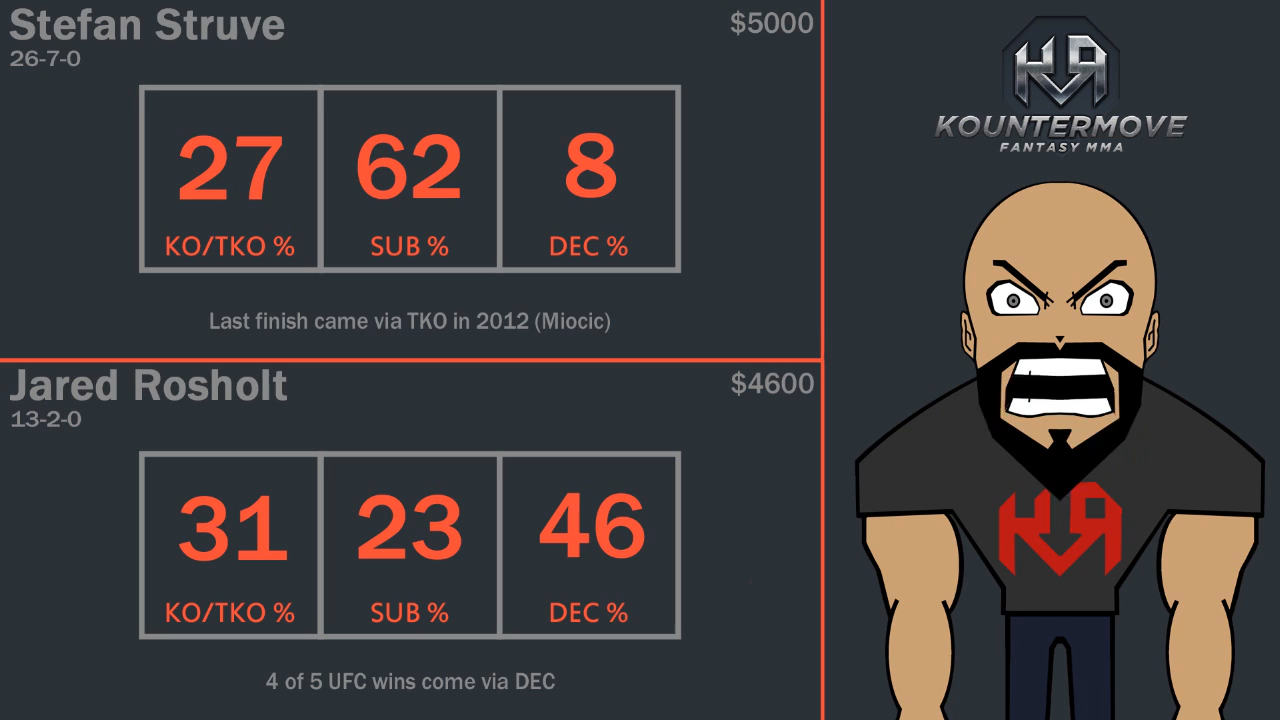 Stefan Struve
$5000
26-7-0
27
62
8
KO/TKO %
SUB %
DEC %
Last finish came via TKO in 2012 (Miocic)
Jared Rosholt
$4600
13-2-0
31
23
46
KO/TKO %
SUB %
DEC %
4 of 5 UFC wins come via DEC
KOUNTERMOVE
FANTASY MMA